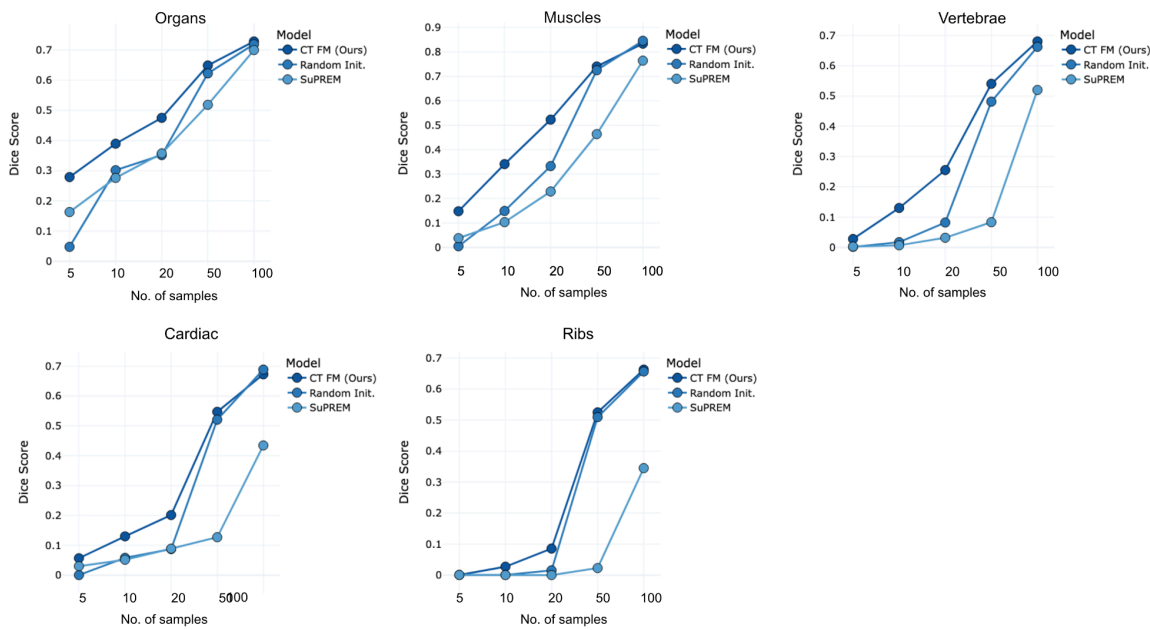 Organs
Model
CT FM (Ours)
Random Init.
SuPREM
Dice Score
0.7
0.6
0.5
0.4
0.3
0.2
0.1
0
5 10 20 50 100
No. of samples
Muscles
Model
CT FM (Ours)
Random Init.
SuPREM
Dice Score
0.9
0.8
0.7
0.6
0.5
0.4
0.3
0.2
0.1
0
5 10 20 50 100
No. of samples
Vertebrae
Model
CT FM (Ours)
Random Init.
SuPREM
Dice Score
0.7
0.6
0.5
0.4
0.3
0.2
0.1
0
5 10 20 50 100
No. of samples
Cardiac
Model
CT FM (Ours)
Random Init.
SuPREM
Dice Score
0.7
0.6
0.5
0.4
0.3
0.2
0.1
0
5 10 20 50 100
No. of samples
Ribs
Model
CT FM (Ours)
Random Init.
SuPREM
Dice Score
0.7
0.6
0.5
0.4
0.3
0.2
0.1
0
5 10 20 50 100
No. of samples